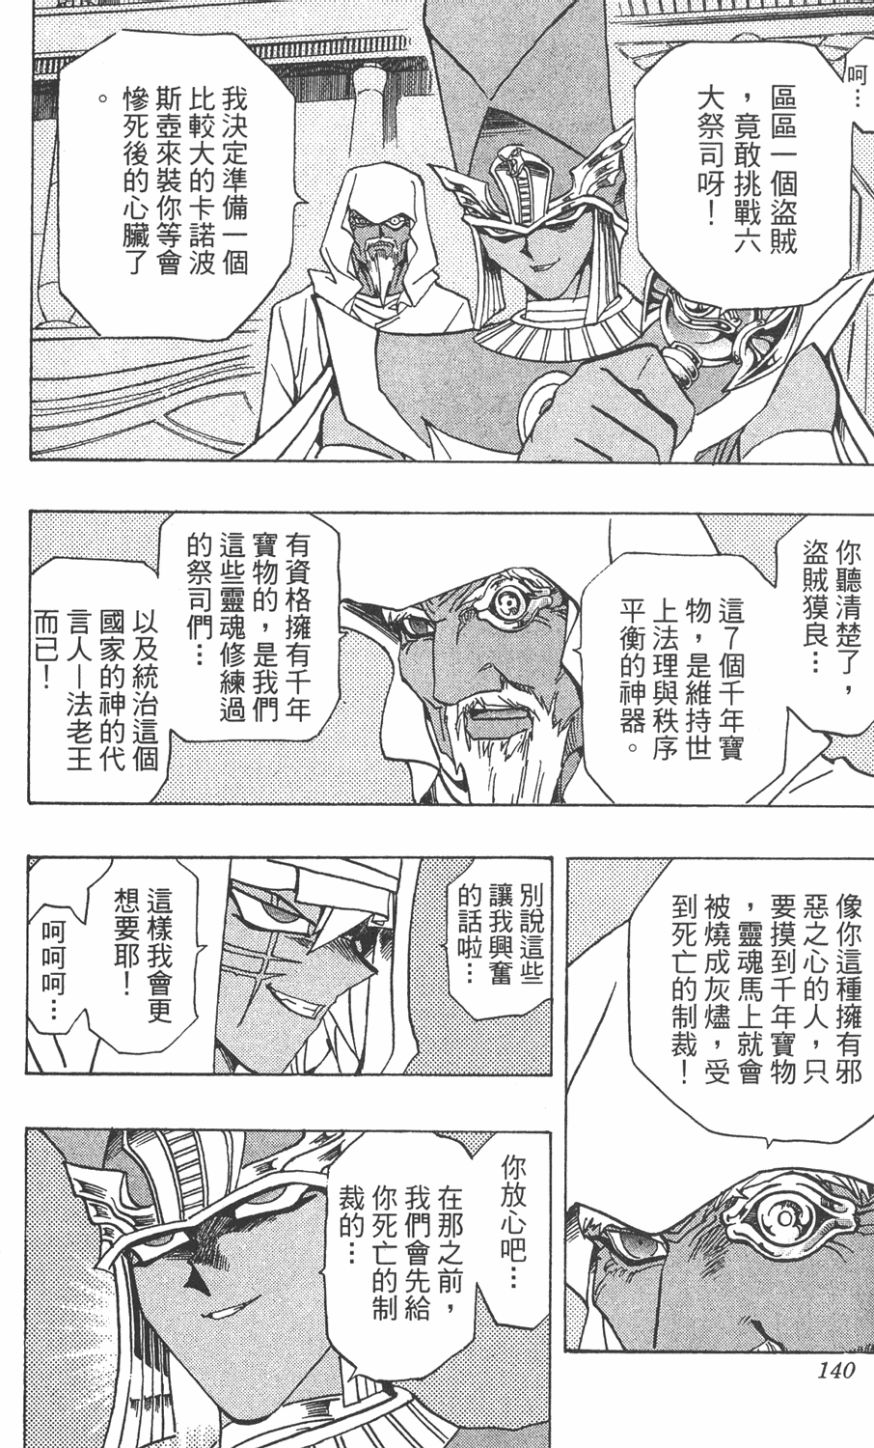 呵…
區區一個盜賊
，竟敢挑戰六
大祭司呀！
我決定準備一個
比較大的卡諾波
斯壺來裝你等會
慘死後的心臟了
。
你聽清楚了，
盜賊獏良…
這7個千年寶
物，是維持世
上法理與秩序
平衡的神器。
有資格擁有千年
寶物的，是我們
這些靈魂修練過
的祭司們…
以及統治這個
國家的神的代
言人－法老王
而已！
像你這種擁有邪
惡之心的人，只
要摸到千年寶物
，靈魂馬上就會
被燒成灰燼，受
到死亡的制裁！
別說這些
讓我興奮
的話啦…
這樣我會更
想要耶！
呵呵呵…
你放心吧…
在那之前，
我們會先給
你死亡的制
裁的…
140